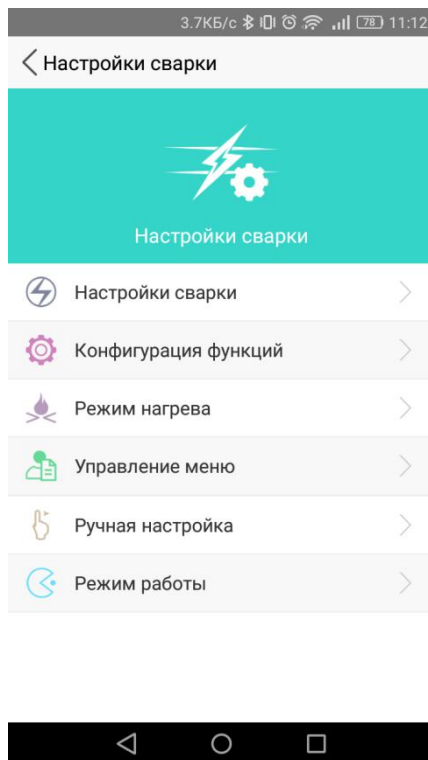 3.7КБ/с 78 11:12
Настройки сварки
Настройки сварки
Настройки сварки
Конфигурация функций
Режим нагрева
Управление меню
Ручная настройка
Режим работы